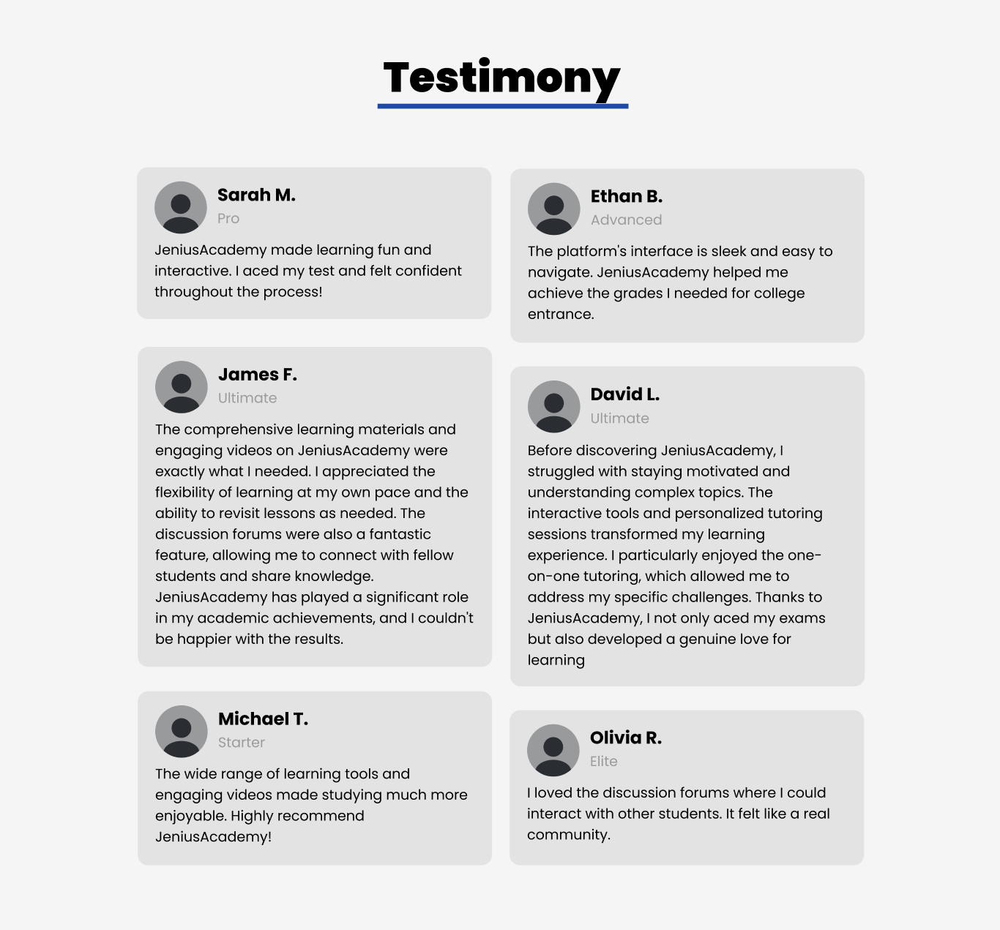 Testimony
Sarah M.
Pro
JeniusAcademy made learning fun and
interactive. I aced my test and felt confident
throughout the process!
Ethan B.
Advanced
The platform's interface is sleek and easy to
navigate. JeniusAcademy helped me
achieve the grades I needed for college
entrance.
James F.
Ultimate
The comprehensive learning materials and
engaging videos on JeniusAcademy were
exactly what I needed. I appreciated the
flexibility of learning at my own pace and the
ability to revisit lessons as needed. The
discussion forums were also a fantastic
feature, allowing me to connect with fellow
students and share knowledge.
JeniusAcademy has played a significant role
in my academic achievements, and I couldn't
be happier with the results.
David L.
Ultimate
Before discovering JeniusAcademy, I
struggled with staying motivated and
understanding complex topics. The
interactive tools and personalized tutoring
sessions transformed my learning
experience. I particularly enjoyed the one-
on-one tutoring, which allowed me to
address my specific challenges. Thanks to
JeniusAcademy, I not only aced my exams
but also developed a genuine love for
learning
Michael T.
Starter
The wide range of learning tools and
engaging videos made studying much more
enjoyable. Highly recommend
JeniusAcademy!
Olivia R.
Elite
I loved the discussion forums where I could
interact with other students. It felt like a real
community.